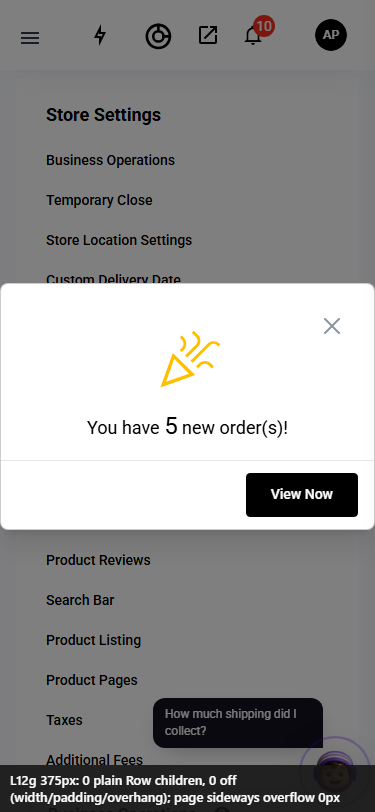 10
AP
Store Settings
Business Operations
Temporary Close
Store Location Settings
Custom Delivery Date
You have 5 new order(s)!
View Now
Product Reviews
Search Bar
Product Listing
Product Pages
How much shipping did I
collect?
Taxes
Additional Fees
L12g 375px: 0 plain Row children, 0 off
(width/padding/overhang); page sideways overflow 0px